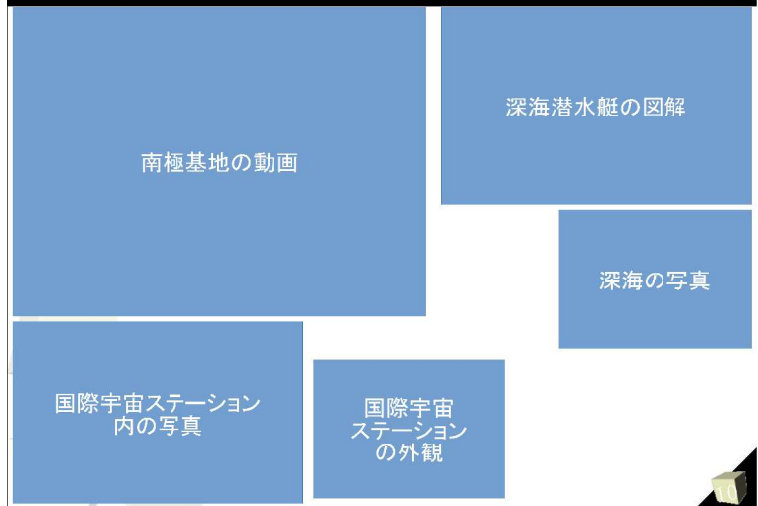 南極基地の動画
深海潜水艇の図解
深海の写真
国際宇宙ステーション
内の写真
国際宇宙
ステーション
の外観
10